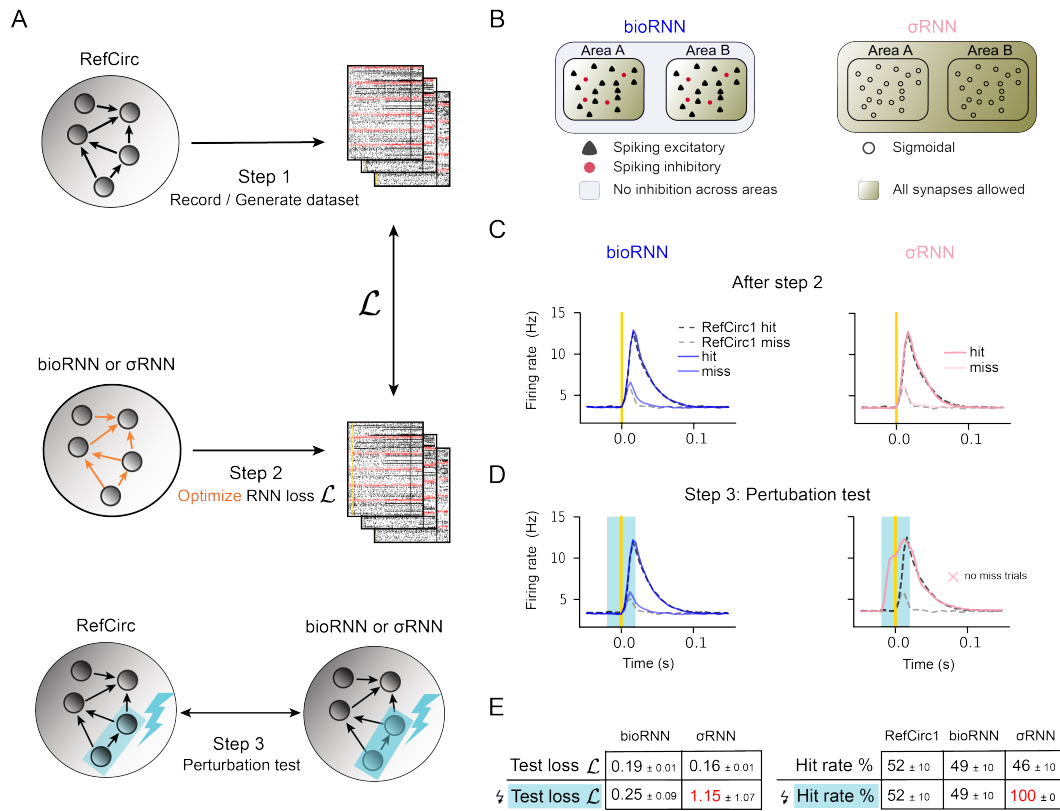 A
RefCirc
Step 1
Record / Generate dataset
ℒ
bioRNN or σRNN
Step 2
Optimize RNN loss ℒ
RefCirc
bioRNN or σRNN
Step 3
Perturbation test
B
bioRNN
σRNN
Area A
Area B
Area A
Area B
Spiking excitatory
Spiking inhibitory
No inhibition across areas
Sigmoidal
All synapses allowed
C
bioRNN
σRNN
After step 2
Firing rate (Hz)
15
10
5
0.0
0.1
RefCirc1 hit
RefCirc1 miss
hit
miss
15
10
5
0.0
0.1
hit
miss
D
Step 3: Pertubation test
Firing rate (Hz)
15
10
5
0.0
0.1
Time (s)
15
10
5
0.0
0.1
Time (s)
no miss trials
E
bioRNN σRNN
Test loss ℒ 0.19 ± 0.01 0.16 ± 0.01
Test loss ℒ 0.25 ± 0.09 1.15 ± 1.07
RefCirc1 bioRNN σRNN
Hit rate % 52 ± 10 49 ± 10 46 ± 10
Hit rate % 52 ± 10 49 ± 10 100 ± 0